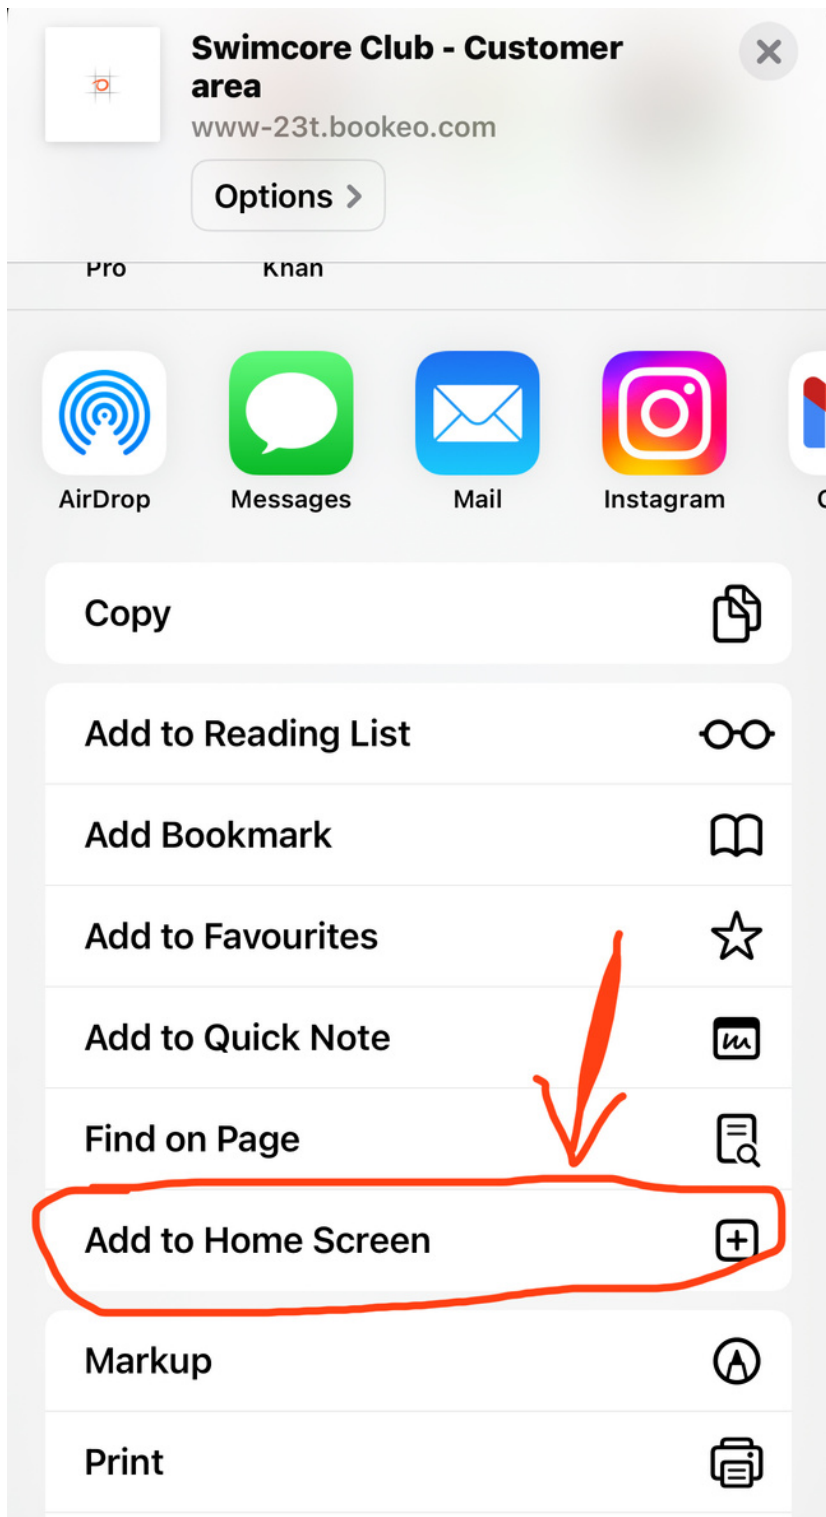 Swimcore Club - Customer
area
www-23t.bookeo.com
Options
Pro Khan
AirDrop Messages Mail Instagram
Copy
Add to Reading List
Add Bookmark
Add to Favourites
Add to Quick Note
Find on Page
Add to Home Screen
Markup
Print